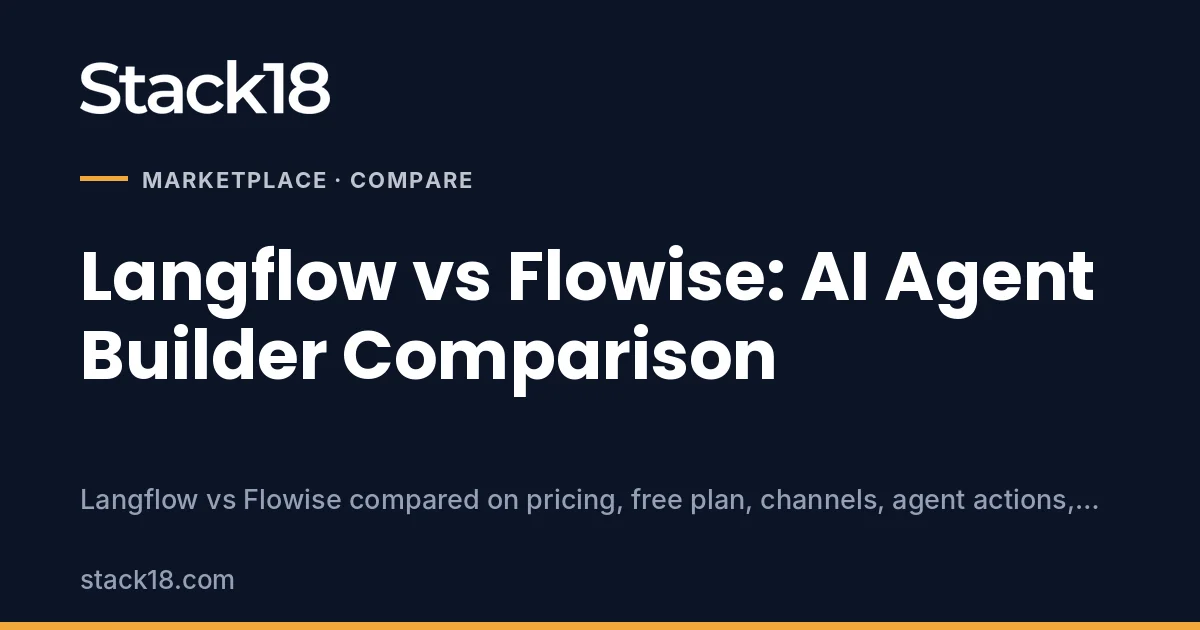 Stack18
MARKETPLACE · COMPARE
Langflow vs Flowise: AI Agent
Builder Comparison
Langflow vs Flowise compared on pricing, free plan, channels, agent actions,...
stack18.com